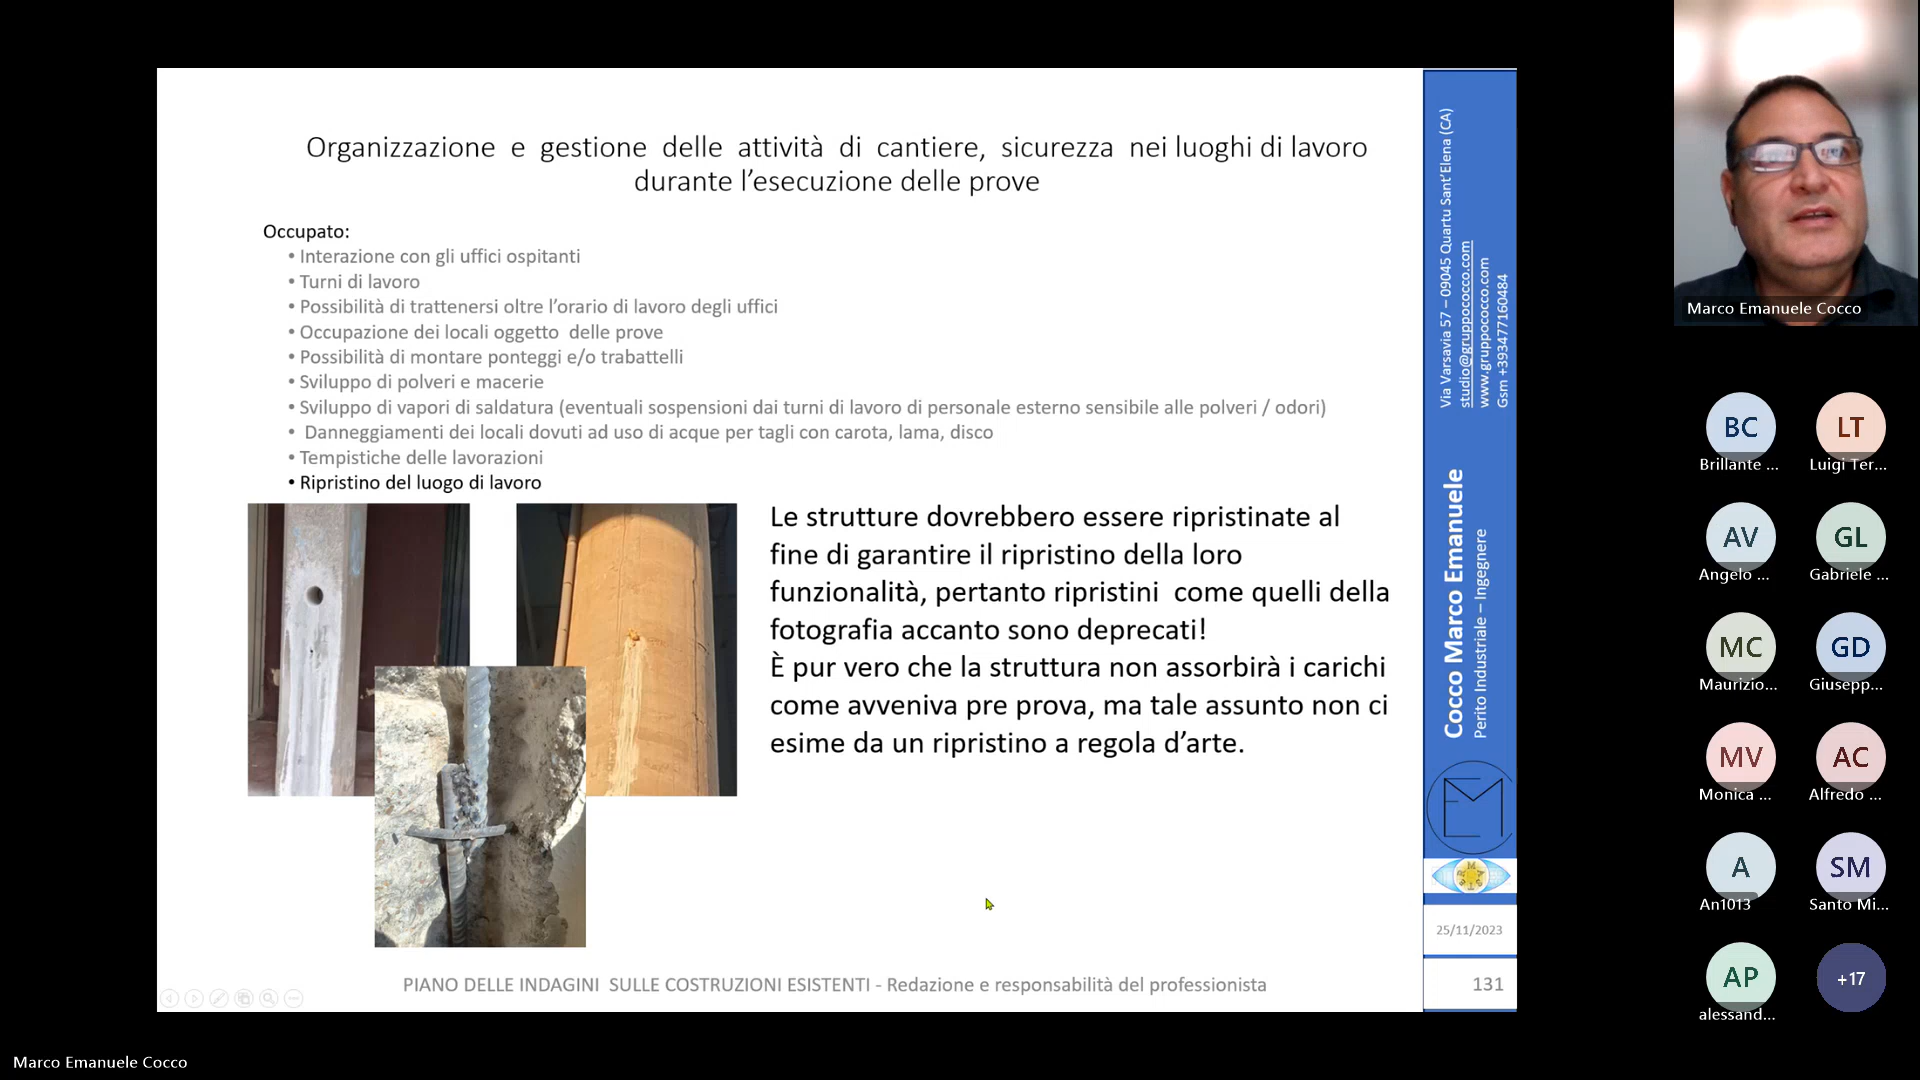 Organizzazione e gestione delle attività di cantiere, sicurezza nei luoghi di lavoro
durante l'esecuzione delle prove
Occupato:
• Interazione con gli uffici ospitanti
• Turni di lavoro
• Possibilità di trattenersi oltre l'orario di lavoro degli uffici
• Occupazione dei locali oggetto delle prove
• Possibilità di montare ponteggi e/o trabattelli
• Sviluppo di polveri e macerie
• Sviluppo di vapori di saldatura (eventuali sospensioni dai turni di lavoro di personale esterno sensibile alle polveri / odori)
• Danneggiamenti dei locali dovuti ad uso di acque per tagli con carota, lama, disco
• Tempistiche delle lavorazioni
• Ripristino del luogo di lavoro
Le strutture dovrebbero essere ripristinate al
fine di garantire il ripristino della loro
funzionalità, pertanto ripristini come quelli della
fotografia accanto sono deprecati!
È pur vero che la struttura non assorbirà i carichi
come avveniva pre prova, ma tale assunto non ci
esime da un ripristino a regola d'arte.
PIANO DELLE INDAGINI SULLE COSTRUZIONI ESISTENTI - Redazione e responsabilità del professionista
Via Varsavia 57 – 09045 Quartu Sant'Elena (CA)
studio@gruppococco.com
www.gruppococco.com
Gsm +393477160484
Cocco Marco Emanuele
Perito Industriale – Ingegnere
25/11/2023
131
Marco Emanuele Cocco
BC
Brillante ...
LT
Luigi Ter...
AV
Angelo ...
GL
Gabriele ...
MC
Maurizio...
GD
Giusepp...
MV
Monica ...
AC
Alfredo ...
A
An1013
SM
Santo Mi...
AP
alessand...
+17
Marco Emanuele Cocco